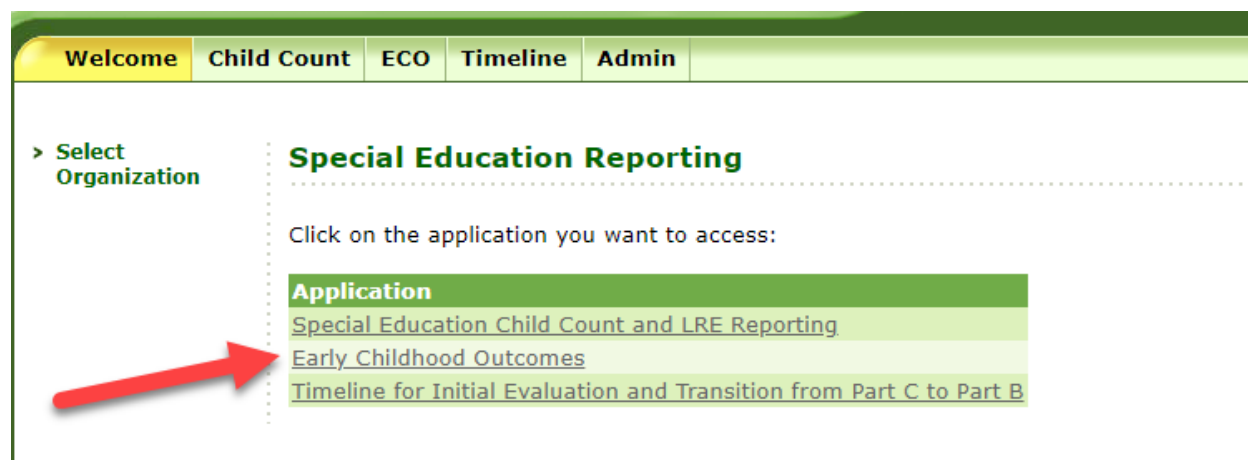 Welcome Child Count ECO Timeline Admin
> Select
Organization
Special Education Reporting
Click on the application you want to access:
Application
Special Education Child Count and LRE Reporting
Early Childhood Outcomes
Timeline for Initial Evaluation and Transition from Part C to Part B